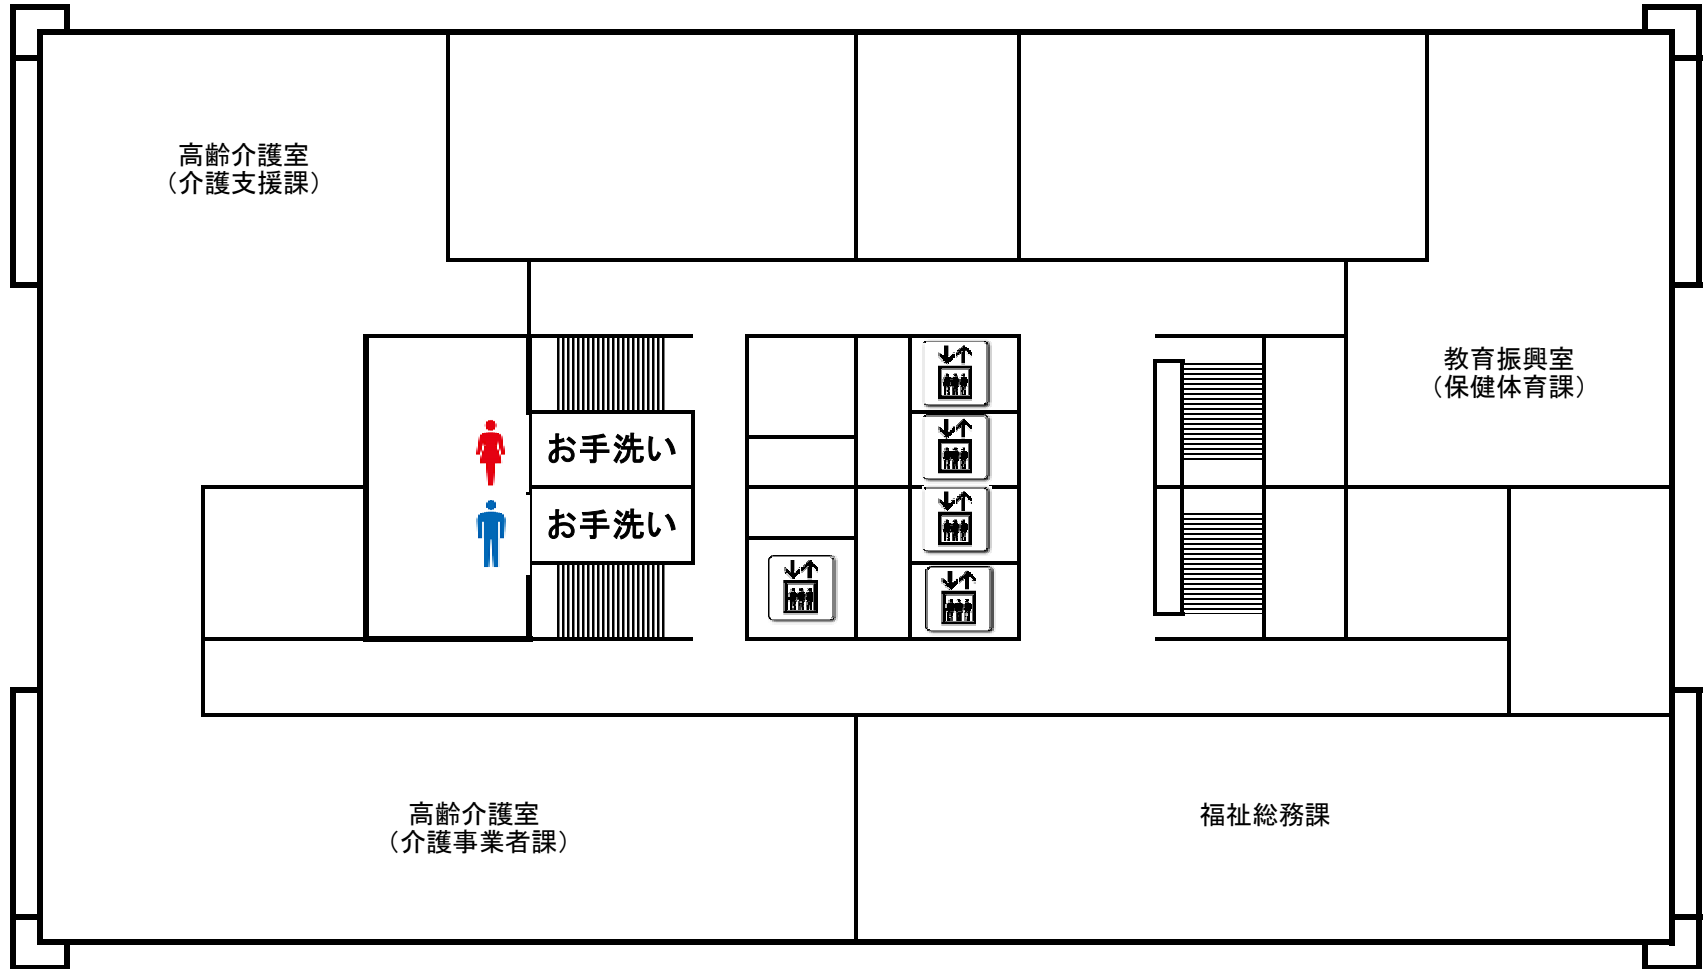 高齢介護室
（介護支援課）
教育振興室
（保健体育課）
お手洗い
お手洗い
高齢介護室
（介護事業者課）
福祉総務課